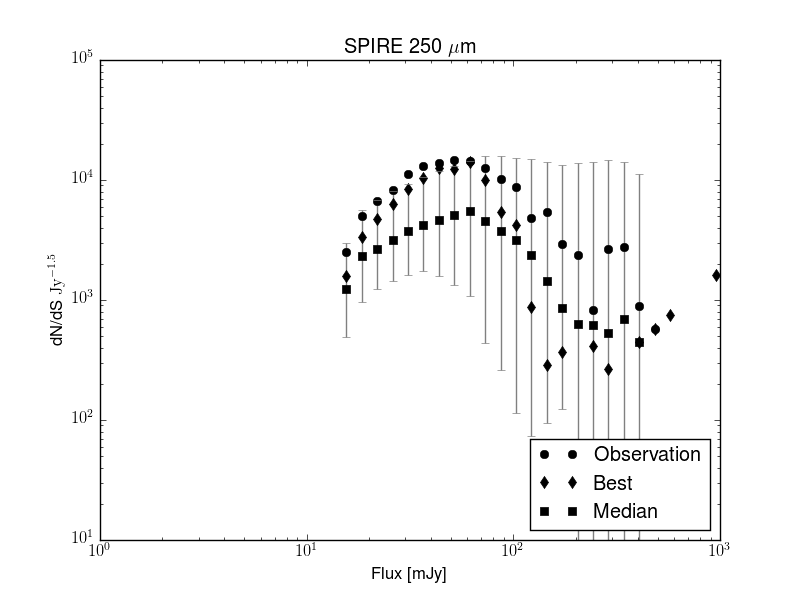 SPIRE 250 μm
10^5
10^4
10^3
10^2
10^1
dN/dS Jy^−1.5
Observation
Best
Median
10^0 10^1 10^2 10^3
Flux [mJy]